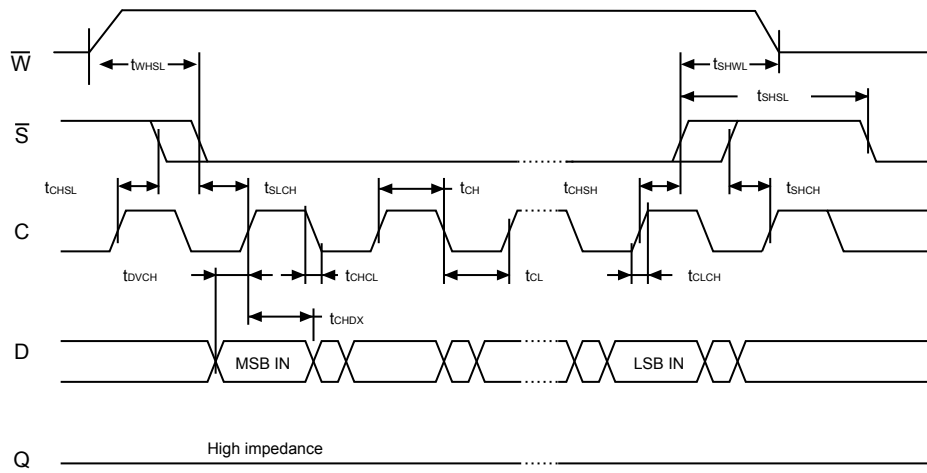 W
tWHSL
tSHWL
tSHSL
S
tCHSL
tSLCH
tCH
tCHSH
tSHCH
C
tDVCH
tCHCL
tCL
tCLCH
tCHDX
D
MSB IN
LSB IN
High impedance
Q